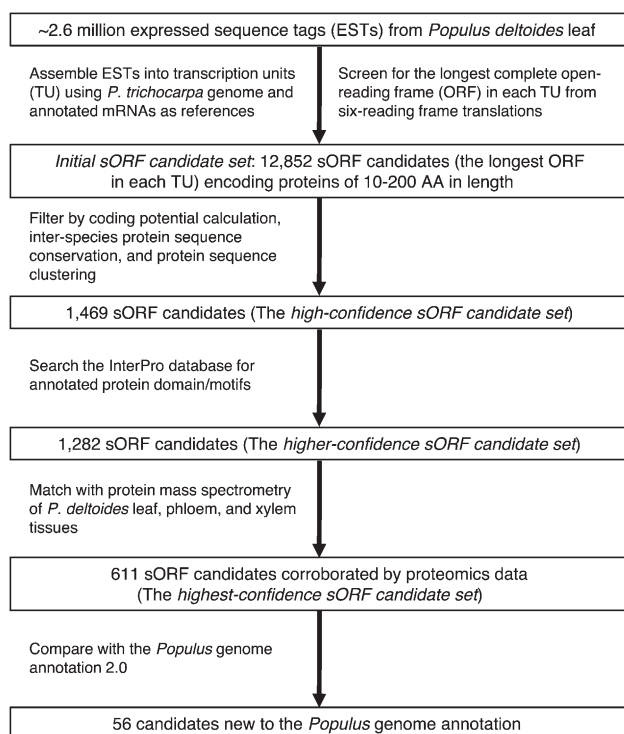 ~2.6 million expressed sequence tags (ESTs) from Populus deltoides leaf
Assemble ESTs into transcription units
(TU) using P. trichocarpa genome and
annotated mRNAs as references
Screen for the longest complete open-
reading frame (ORF) in each TU from
six-reading frame translations
Initial sORF candidate set: 12,852 sORF candidates (the longest ORF
in each TU) encoding proteins of 10-200 AA in length
Filter by coding potential calculation,
inter-species protein sequence
conservation, and protein sequence
clustering
1,469 sORF candidates (The high-confidence sORF candidate set)
Search the InterPro database for
annotated protein domain/motifs
1,282 sORF candidates (The higher-confidence sORF candidate set)
Match with protein mass spectrometry
of P. deltoides leaf, phloem, and xylem
tissues
611 sORF candidates corroborated by proteomics data
(The highest-confidence sORF candidate set)
Compare with the Populus genome
annotation 2.0
56 candidates new to the Populus genome annotation